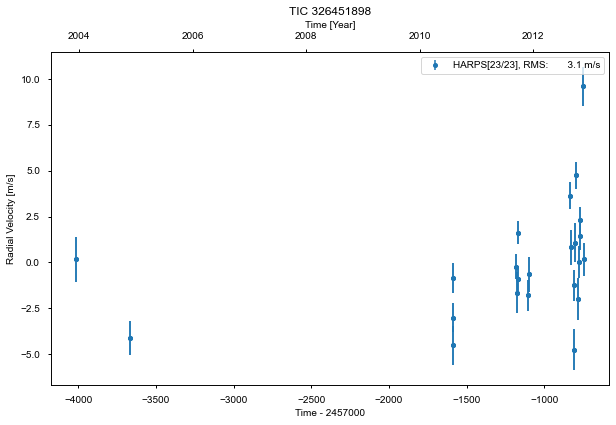 TIC 326451898
Time [Year]
2004 2006 2008 2010 2012
HARPS[23/23], RMS: 3.1 m/s
Radial Velocity [m/s]
10.0
7.5
5.0
2.5
0.0
−2.5
−5.0
−4000 −3500 −3000 −2500 −2000 −1500 −1000
Time - 2457000